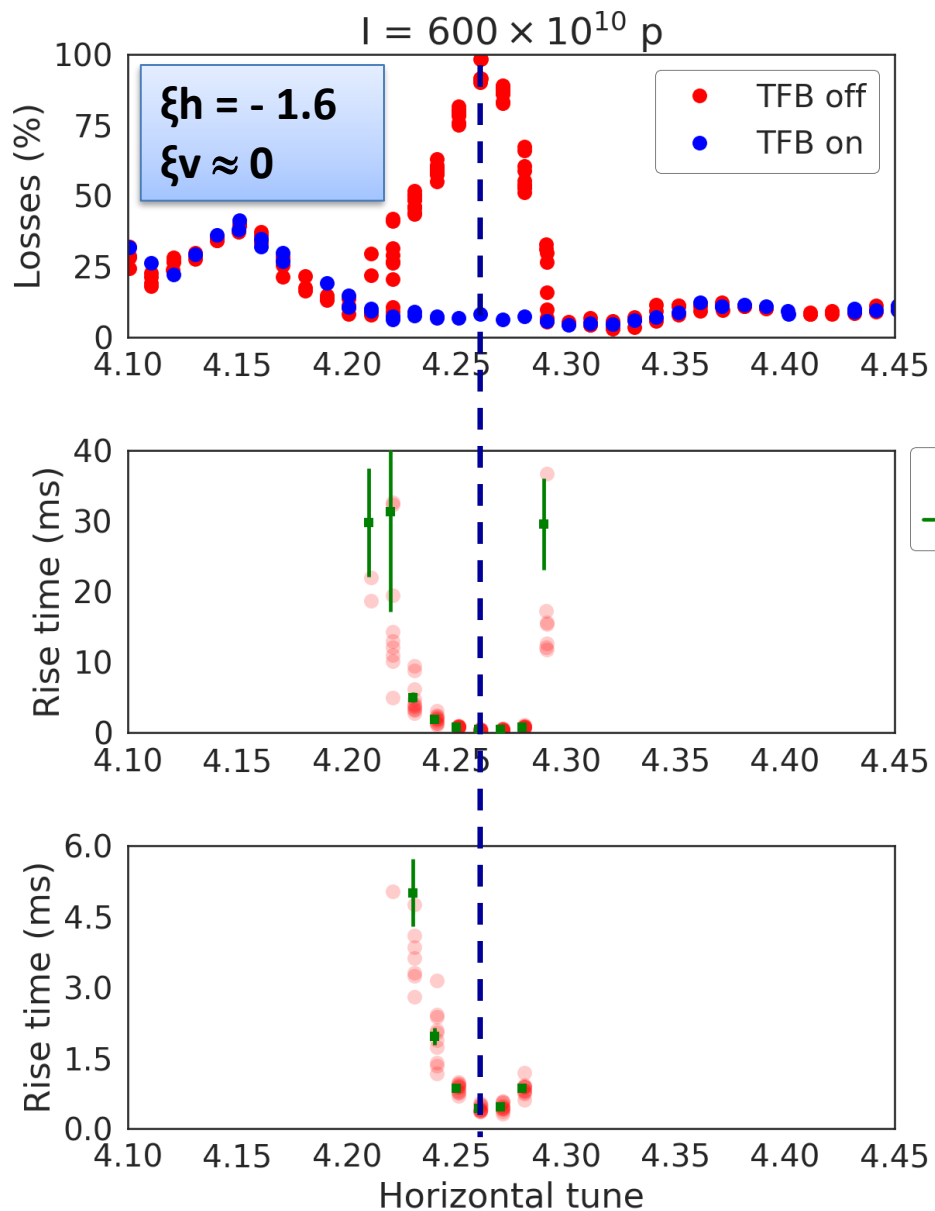 I = 600 × 10¹⁰ p
100
75
50
25
0
Losses (%)
ξh = - 1.6
ξv ≈ 0
TFB off
TFB on
4.10 4.15 4.20 4.25 4.30 4.35 4.40 4.45
40
30
20
10
0
Rise time (ms)
4.10 4.15 4.20 4.25 4.30 4.35 4.40 4.45
6.0
4.5
3.0
1.5
0.0
Rise time (ms)
4.10 4.15 4.20 4.25 4.30 4.35 4.40 4.45
Horizontal tune